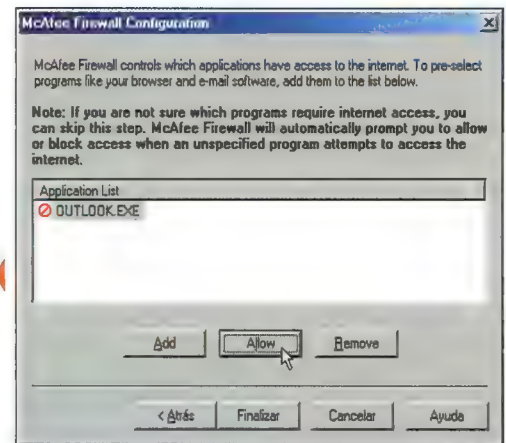 McAfee Firewall Configuration
McAfee Firewall controls which applications have access to the internet. To pre-select
programs like your browser and e-mail software, add them to the list below.
Note: If you are not sure which programs require internet access, you
can skip this step. McAfee Firewall will automatically prompt you to allow
or block access when an unspecified program attempts to access the
internet.
Application List
OUTLOOK.EXE
Add Allow Remove
< Atrás Finalizar Cancelar Ayuda